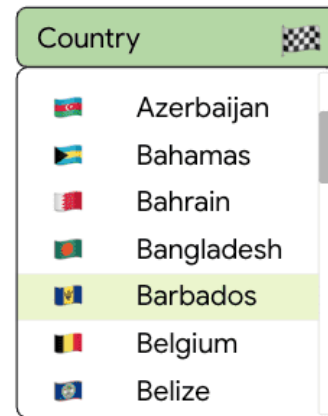 Country
Azerbaijan
Bahamas
Bahrain
Bangladesh
Barbados
Belgium
Belize